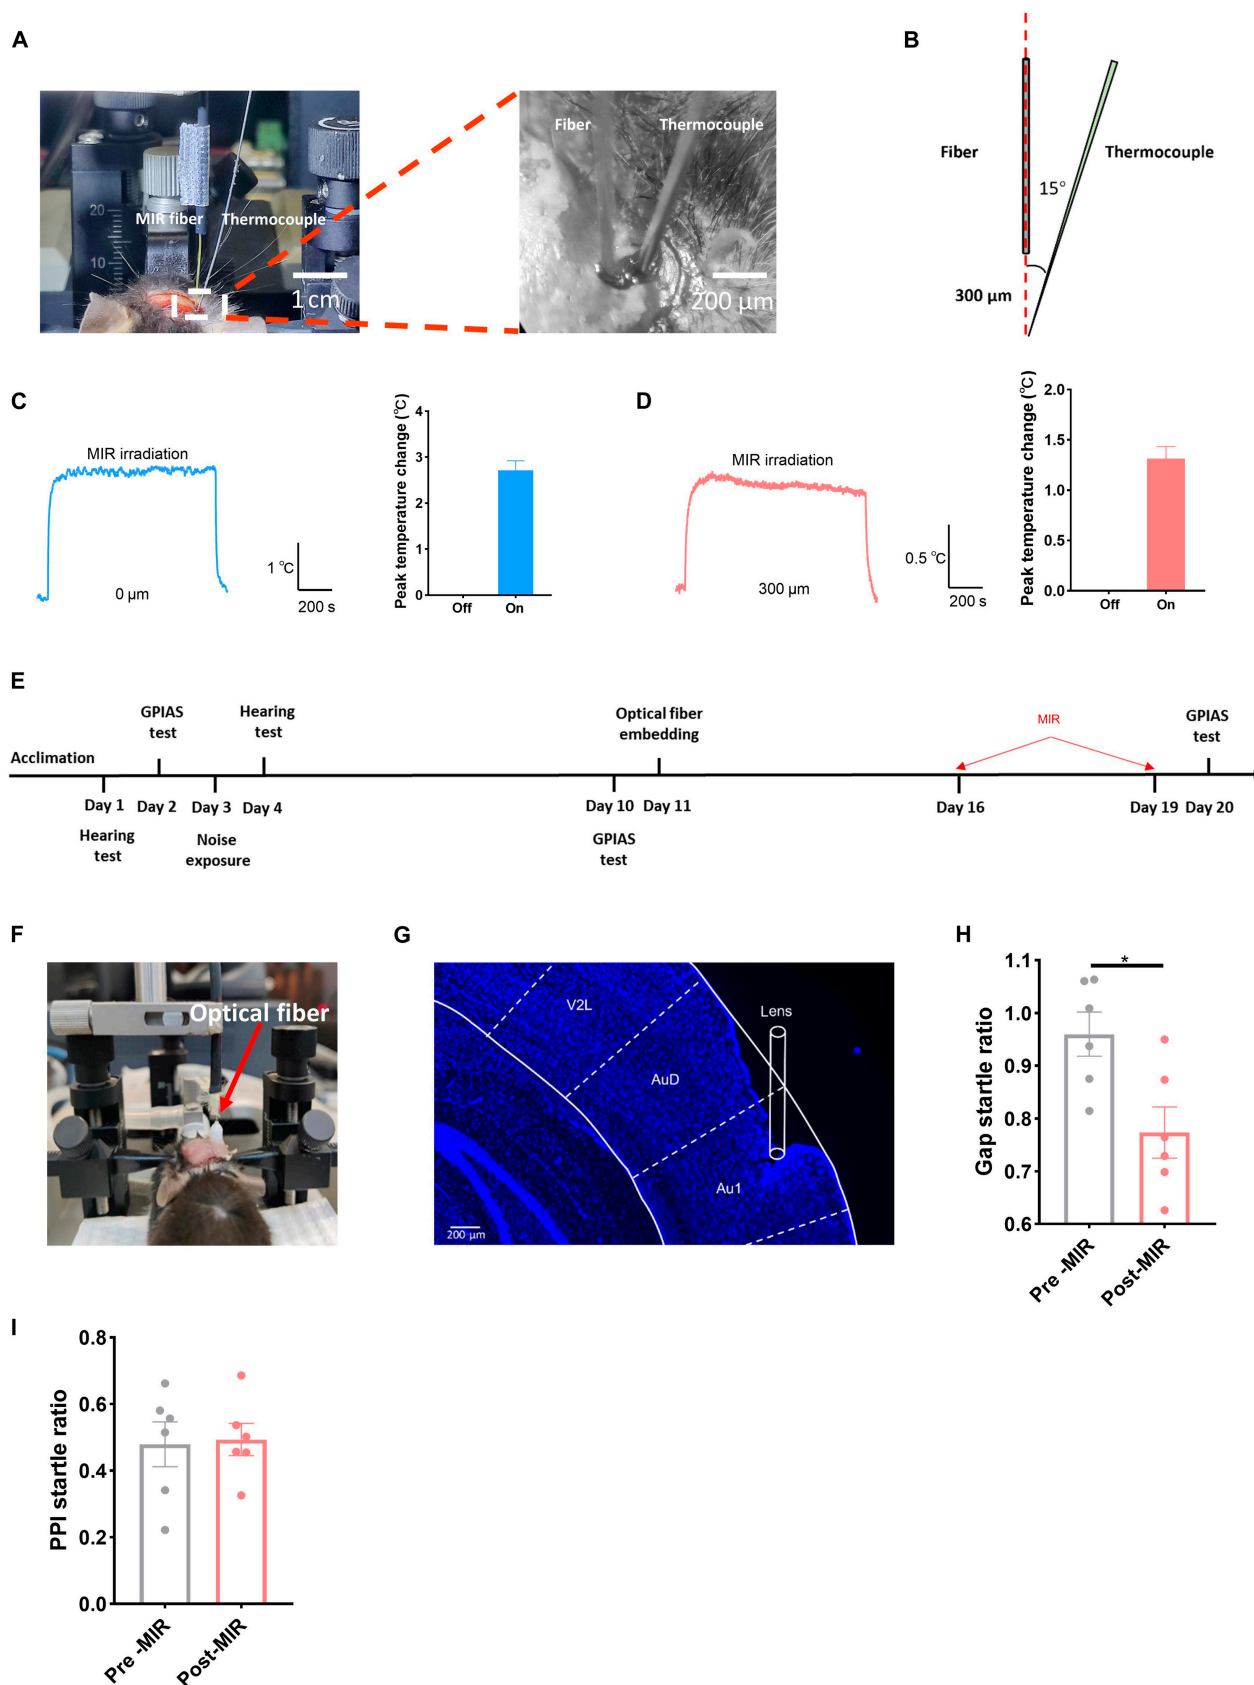 A
MIR fiber
Thermocouple
20
10
1 cm
Fiber
Thermocouple
200 µm
B
Fiber
Thermocouple
15°
300 µm
C
MIR irradiation
0 µm
1 °C
200 s
Peak temperature change (°C)
4
3
2
1
0
Off
On
D
MIR irradiation
300 µm
0.5 °C
200 s
Peak temperature change (°C)
2.0
1.5
1.0
0.5
0.0
Off
On
E
Acclimation
GPIAS
test
Hearing
test
Optical fiber
embedding
MIR
GPIAS
test
Day 1
Day 2
Day 3
Day 4
Day 10
Day 11
Day 16
Day 19
Day 20
Hearing
test
Noise
exposure
GPIAS
test
F
Optical fiber
G
V2L
AuD
Au1
Lens
200 µm
H
Gap startle ratio
1.1
1.0
0.9
0.8
0.7
0.6
*
Pre -MIR
Post-MIR
I
PPI startle ratio
0.8
0.6
0.4
0.2
0.0
Pre -MIR
Post-MIR